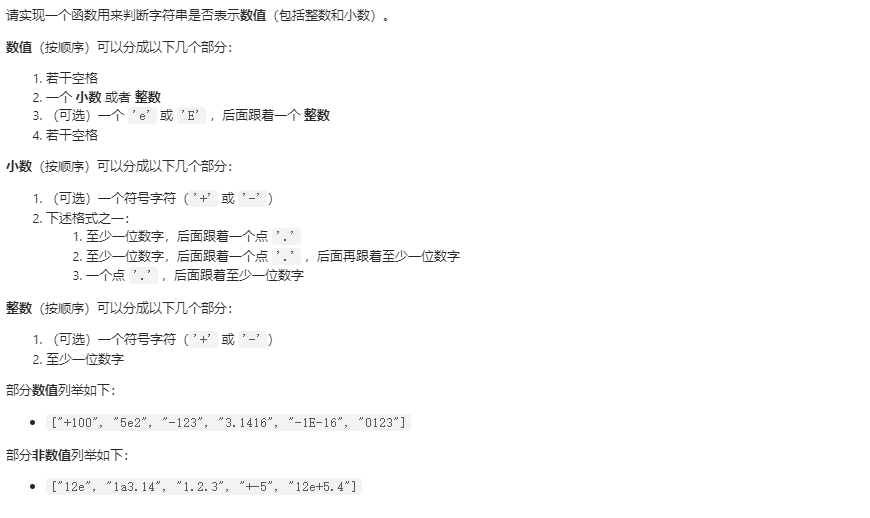 请实现一个函数用来判断字符串是否表示数值（包括整数和小数）。
数值（按顺序）可以分成以下几个部分：
1. 若干空格
2. 一个 小数 或者 整数
3. （可选）一个 'e' 或 'E' ，后面跟着一个 整数
4. 若干空格
小数（按顺序）可以分成以下几个部分：
1. （可选）一个符号字符（'+' 或 '-'）
2. 下述格式之一：
1. 至少一位数字，后面跟着一个点 '.'
2. 至少一位数字，后面跟着一个点 '.' ，后面再跟着至少一位数字
3. 一个点 '.' ，后面跟着至少一位数字
整数（按顺序）可以分成以下几个部分：
1. （可选）一个符号字符（'+' 或 '-'）
2. 至少一位数字
部分数值列举如下：
• ["+100", "5e2", "-123", "3.1416", "-1E-16", "0123"]
部分非数值列举如下：
• ["12e", "1a3.14", "1.2.3", "+-5", "12e+5.4"]